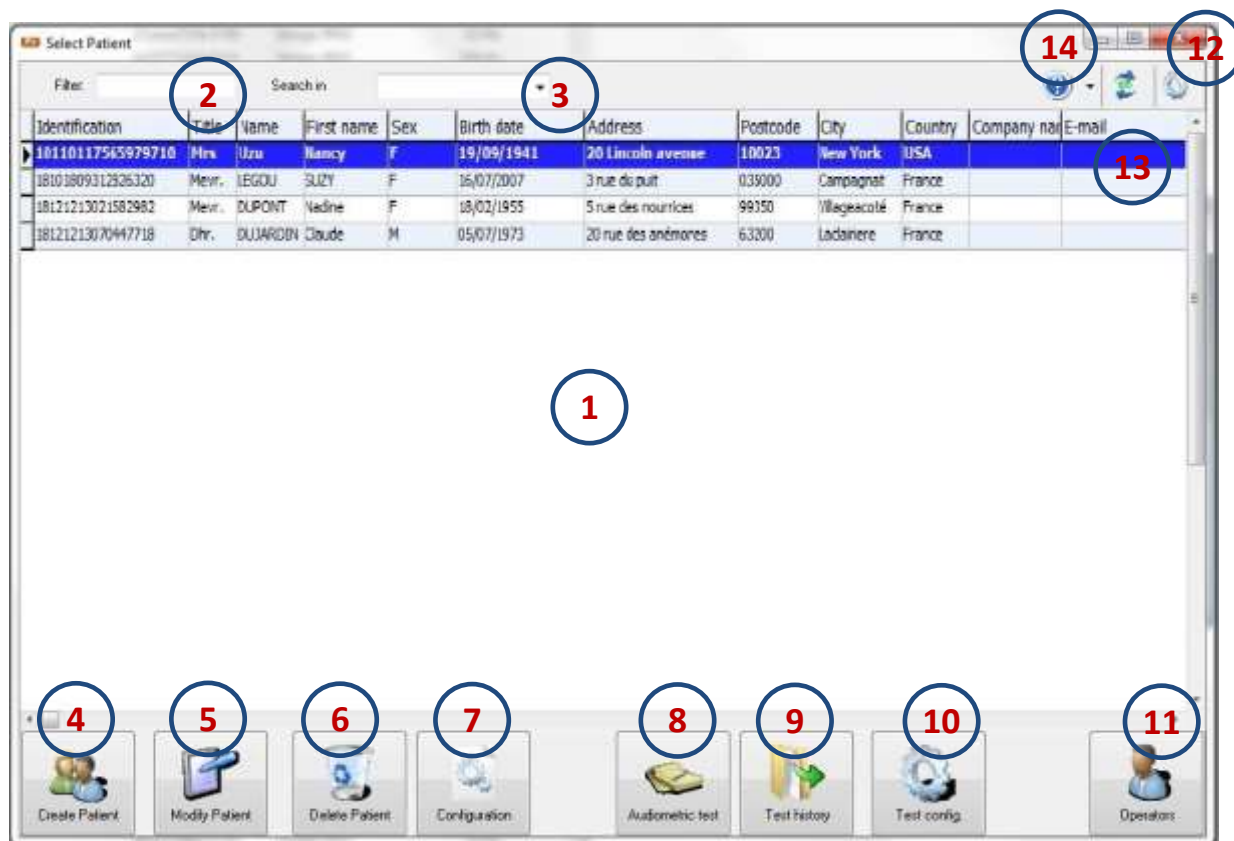 14 12
Select Patient
Filter 2 Search in 3
Identification Title Name First name Sex Birth date Address Postcode City Country Company nar E-mail
10110117565979710 Mrs Uzu Nancy F 19/09/1941 20 Lincoln avenue 10023 New York USA
13
18101809312826320 Mevr. LEGOU SUZY F 16/07/2007 3 rue du puit 035000 Campagnat France
18121213021582982 Mevr. DUPONT Nadine F 18/02/1955 5 rue des nourrices 99350 Villageacoté France
18121213070447718 Dhr. DUJARDIN Claude M 05/07/1973 20 rue des anémones 63200 France
1
4 5 6 7 8 9 10 11
Create Patient Modify Patient Delete Patient Configuration Audiometric test Test history Test config. Operators